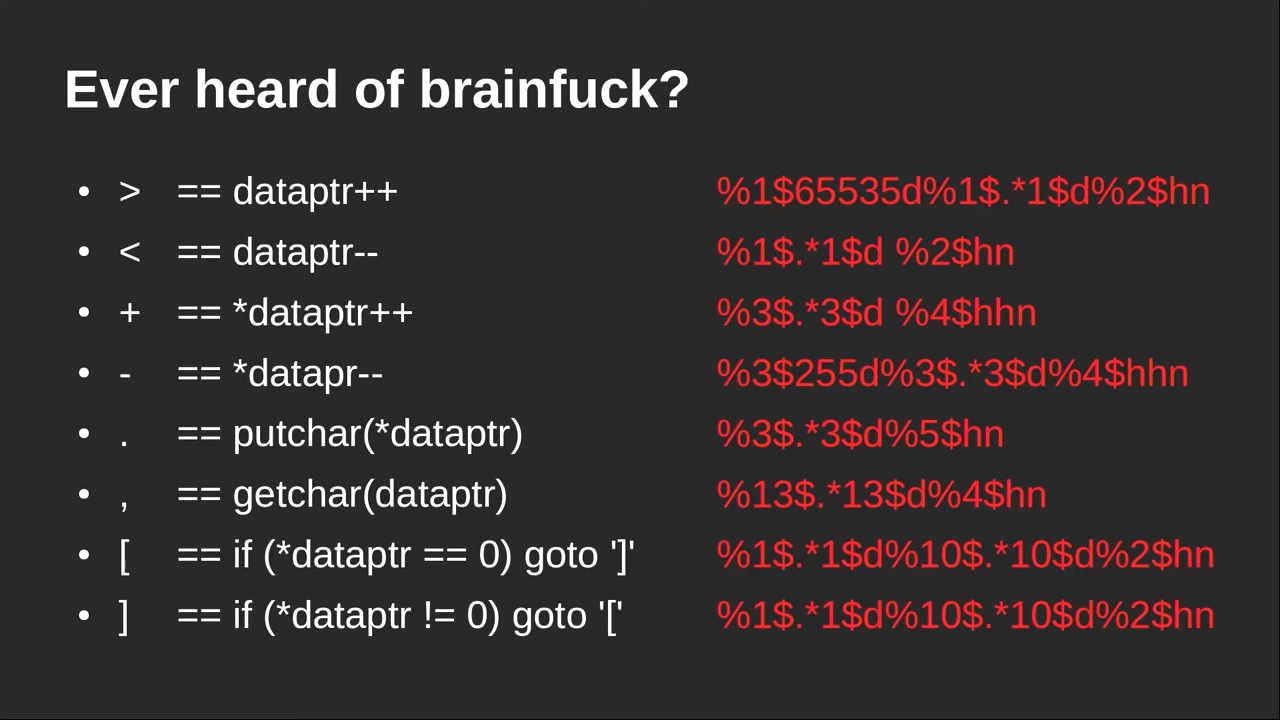 Ever heard of brainfuck?
• > == dataptr++ %1$65535d%1$.*1$d%2$hn
• < == dataptr-- %1$.*1$d %2$hn
• + == *dataptr++ %3$.*3$d %4$hhn
• - == *datapr-- %3$255d%3$.*3$d%4$hhn
• . == putchar(*dataptr) %3$.*3$d%5$hn
• , == getchar(dataptr) %13$.*13$d%4$hn
• [ == if (*dataptr == 0) goto ']' %1$.*1$d%10$.*10$d%2$hn
• ] == if (*dataptr != 0) goto '[' %1$.*1$d%10$.*10$d%2$hn